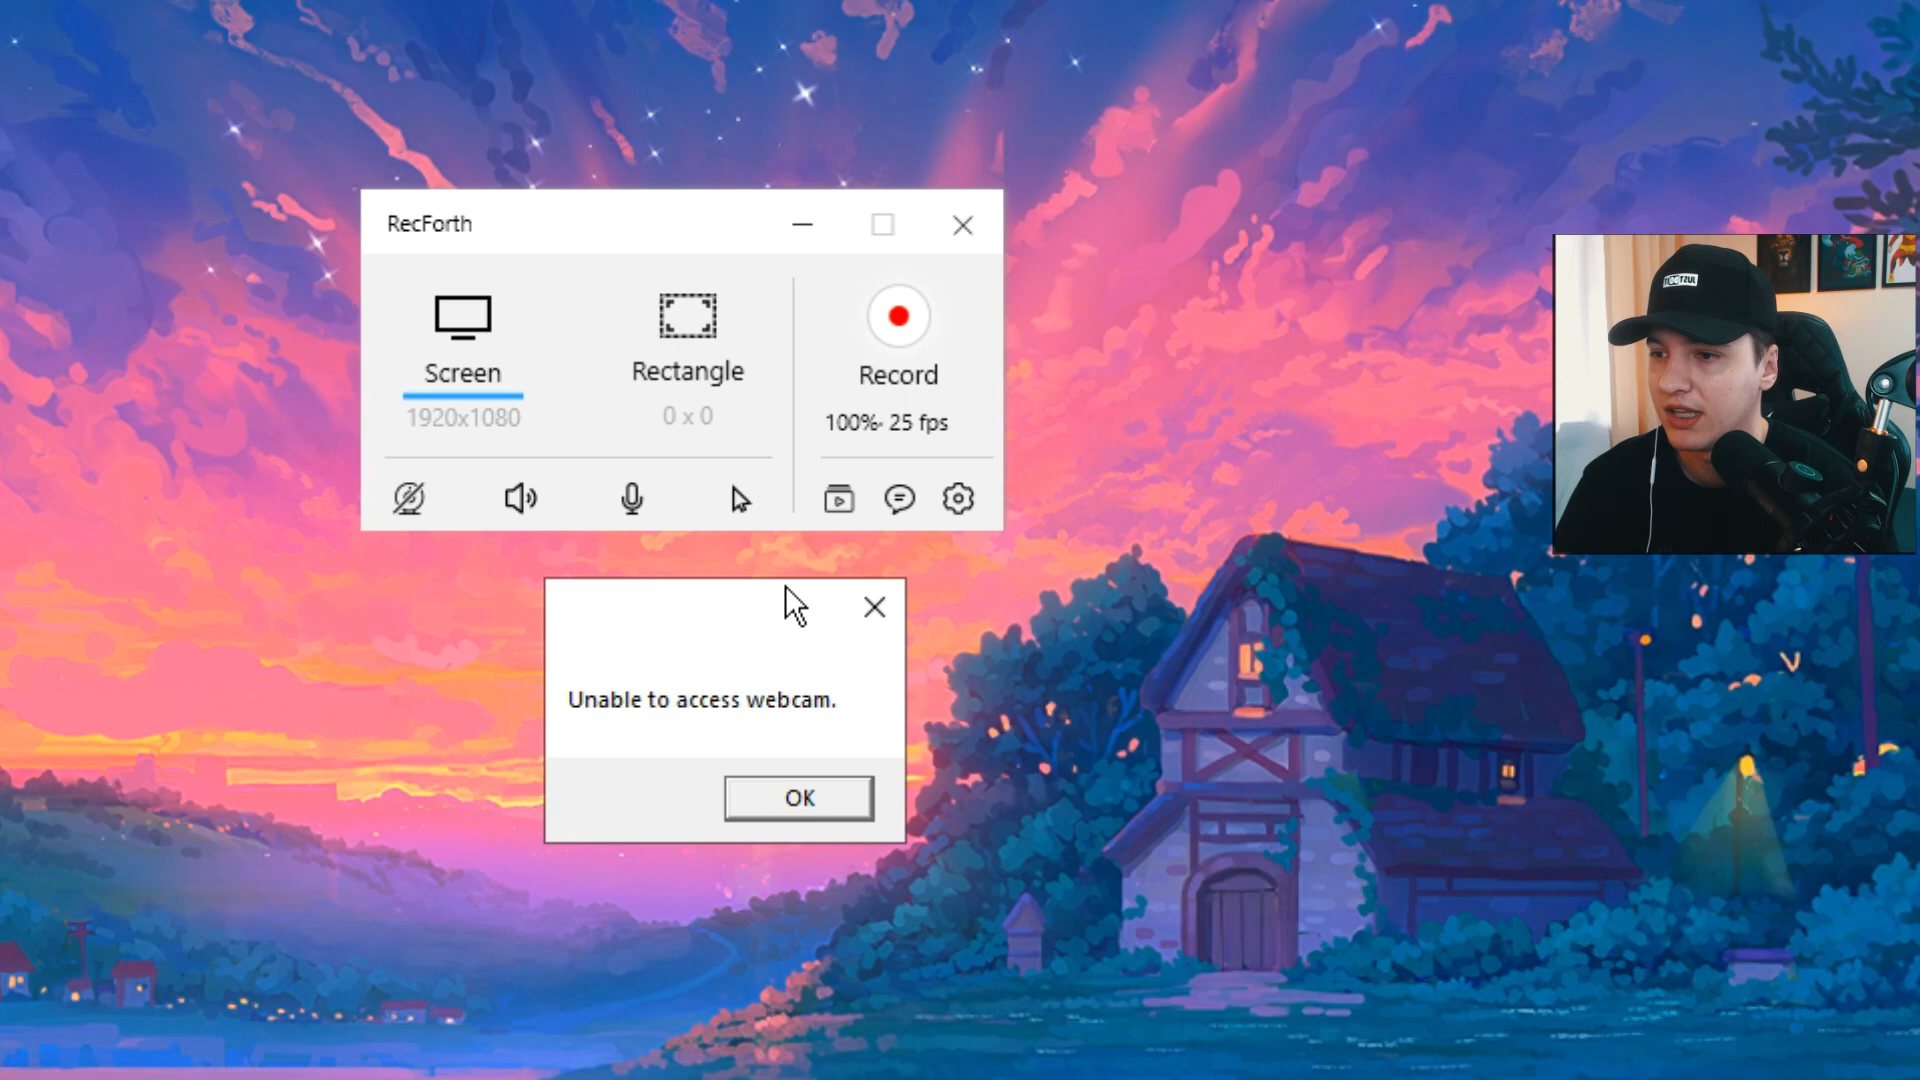 RecForth
Screen
1920x1080
Rectangle
0 x 0
Record
100%- 25 fps
Unable to access webcam.
OK